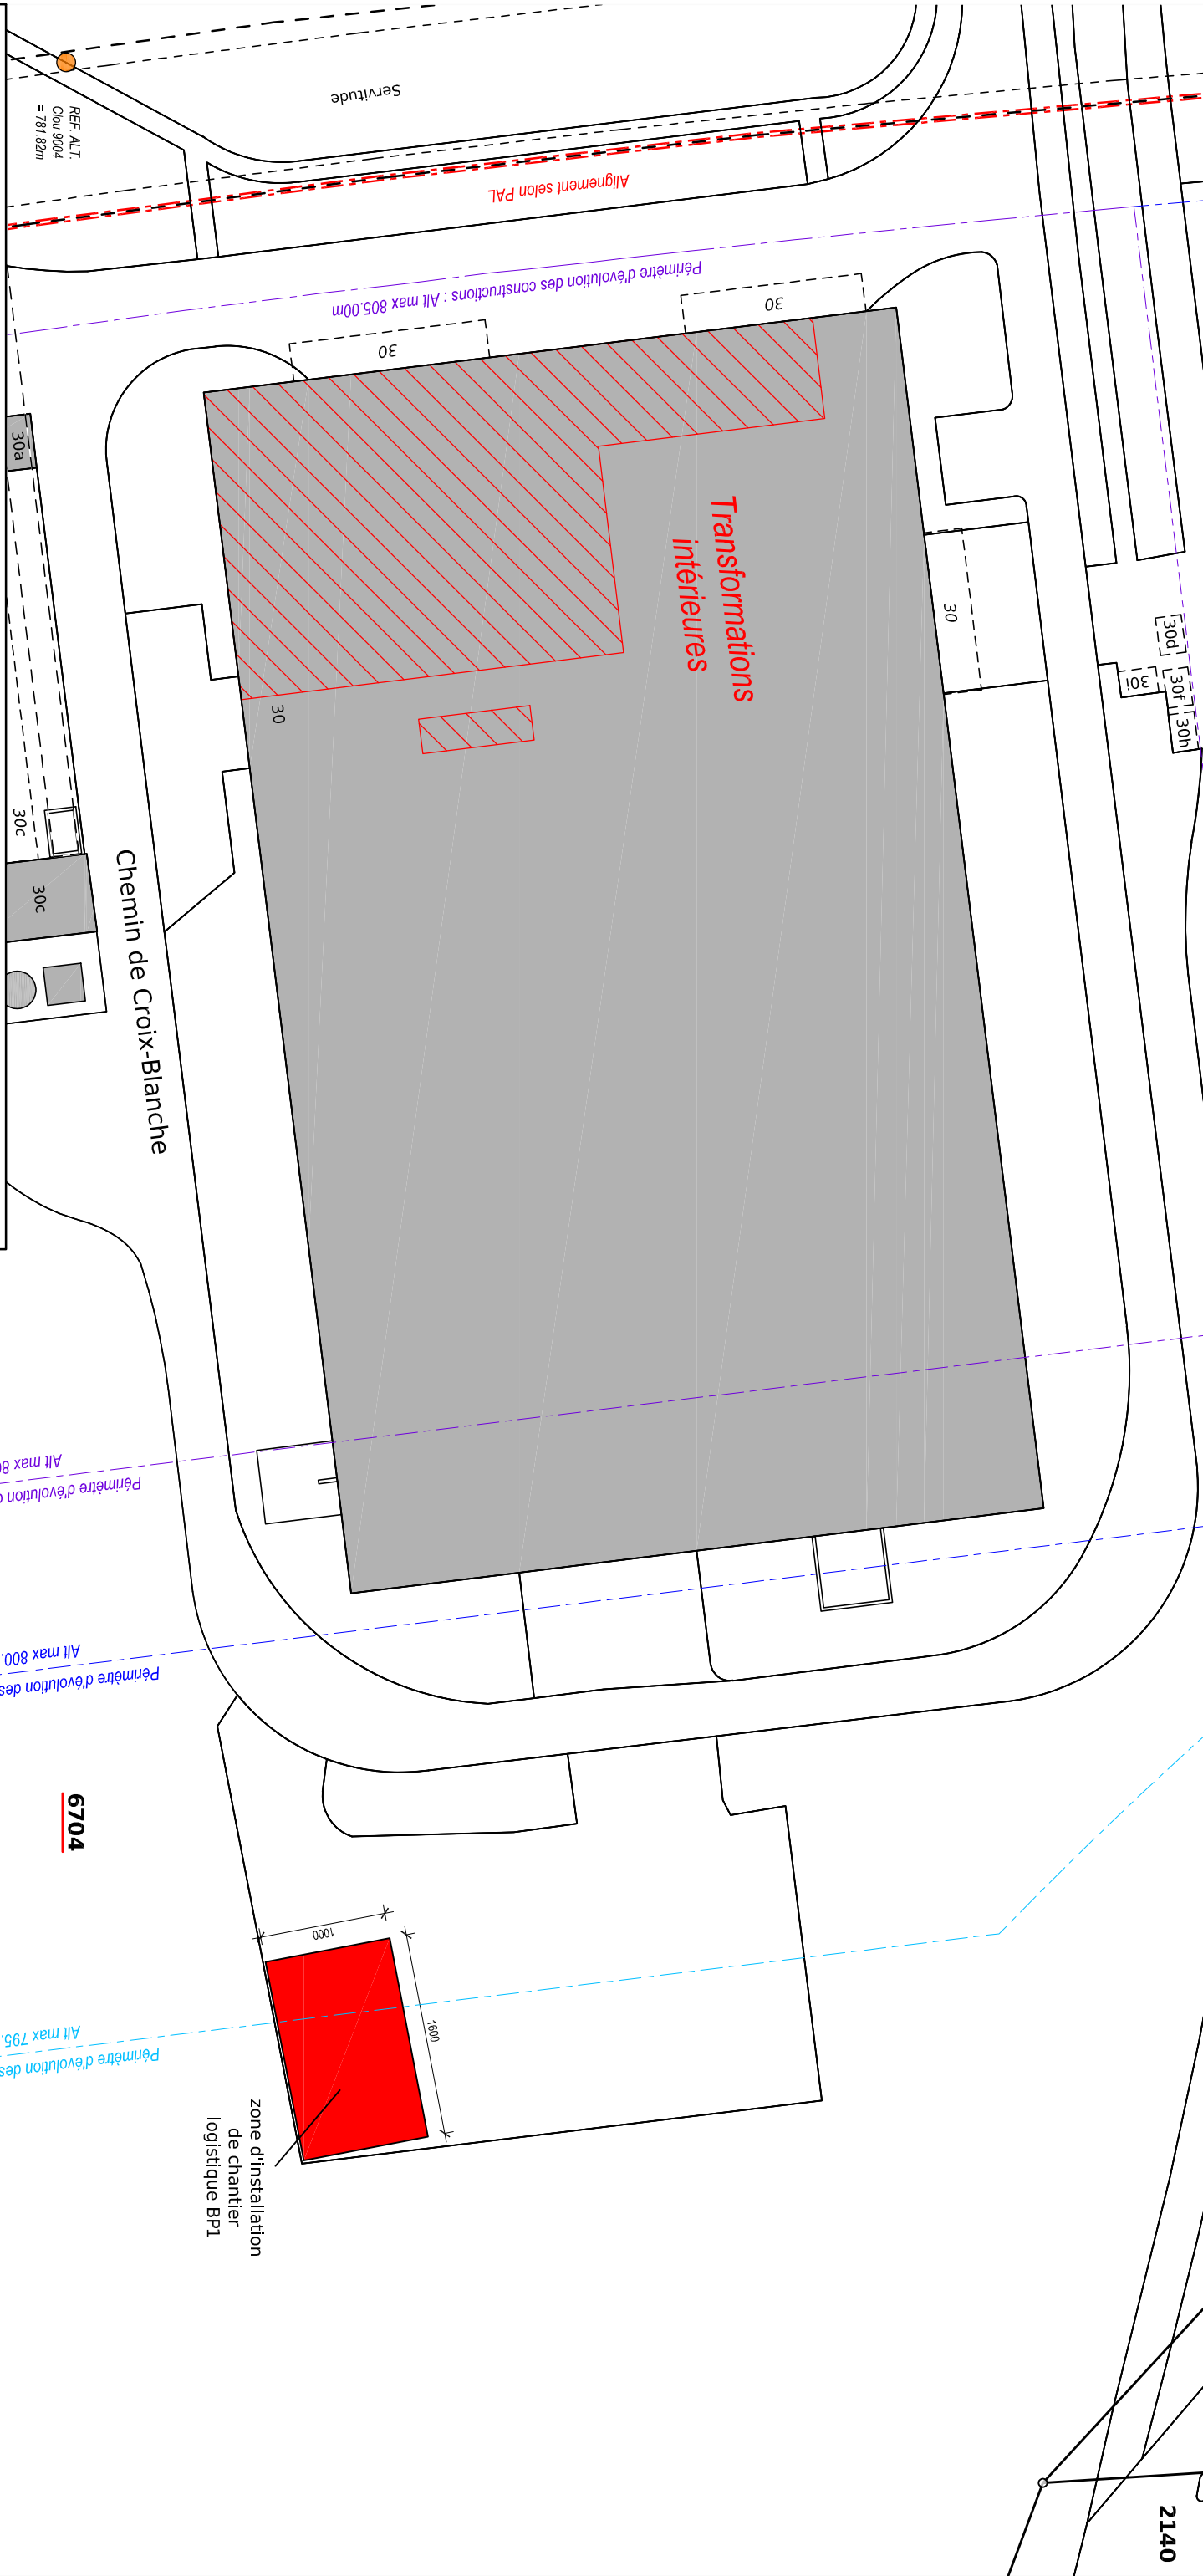 Servitude
REF. ALT.
Clou 9004
= 781.82m
Alignement selon PAL
Périmètre d'évolution des constructions : Alt max 805.00m
30
30
30a
Transformations
intérieures
30
30d
30i
30f
30h
30
30c
30c
Chemin de Croix-Blanche
Alt max
Périmètre d'évolution
Alt max 800.
Périmètre d'évolution des
6704
1000
1600
Alt max 795.
Périmètre d'évolution des
zone d'installation
de chantier
logistique BP1
2140